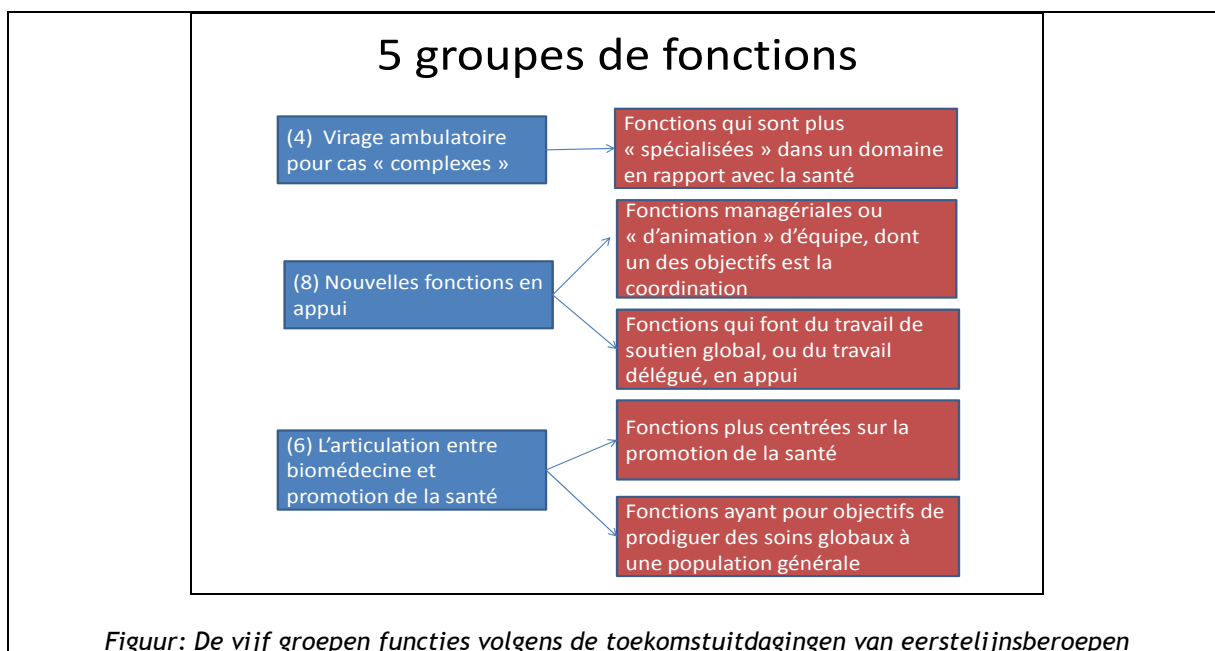 5 groupes de fonctions
(4) Virage ambulatoire
pour cas « complexes »
Fonctions qui sont plus
« spécialisées » dans un domaine
en rapport avec la santé
(8) Nouvelles fonctions en
appui
Fonctions managériales ou
« d’animation » d’équipe, dont
un des objectifs est la
coordination
Fonctions qui font du travail de
soutien global, ou du travail
délégué, en appui
(6) L’articulation entre
biomédecine et
promotion de la santé
Fonctions plus centrées sur la
promotion de la santé
Fonctions ayant pour objectifs de
prodiguer des soins globaux à
une population générale
Figuur: De vijf groepen functies volgens de toekomstuitdagingen van eerstelijnsberoepen